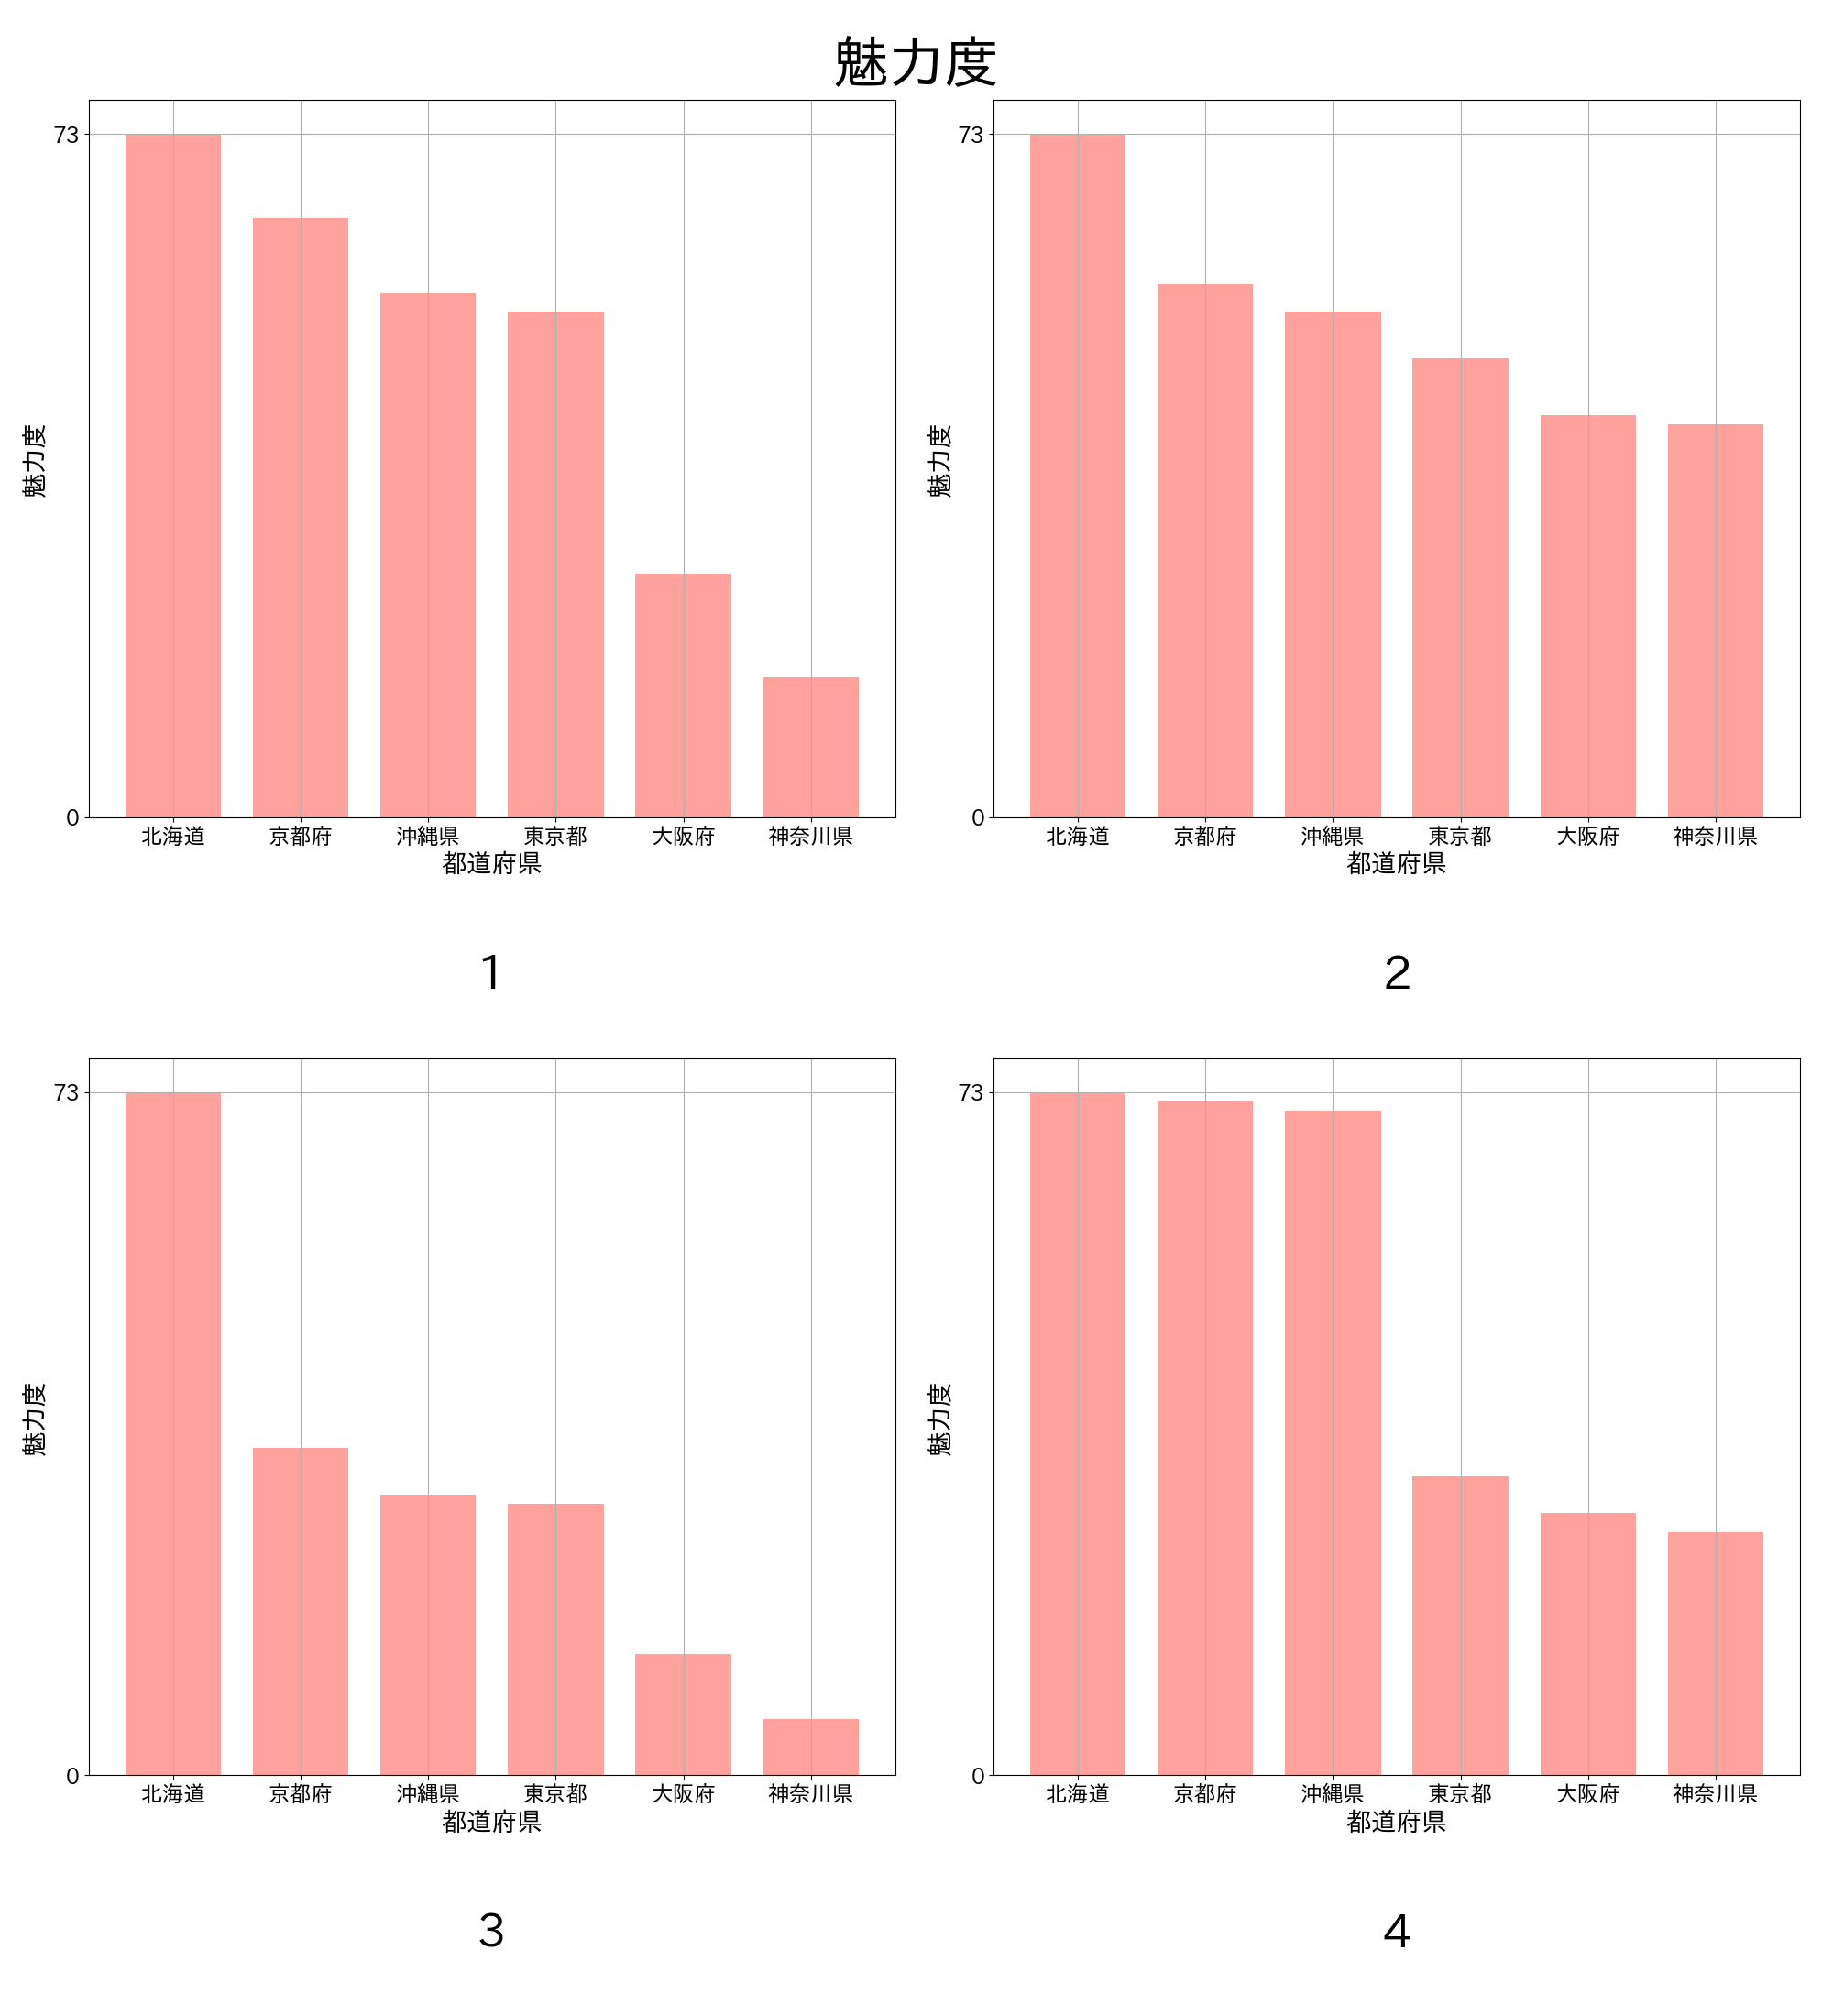 魅力度
73
0
魅力度
北海道 京都府 沖縄県 東京都 大阪府 神奈川県
都道府県
1
73
0
魅力度
北海道 京都府 沖縄県 東京都 大阪府 神奈川県
都道府県
2
73
0
魅力度
北海道 京都府 沖縄県 東京都 大阪府 神奈川県
都道府県
3
73
0
魅力度
北海道 京都府 沖縄県 東京都 大阪府 神奈川県
都道府県
4